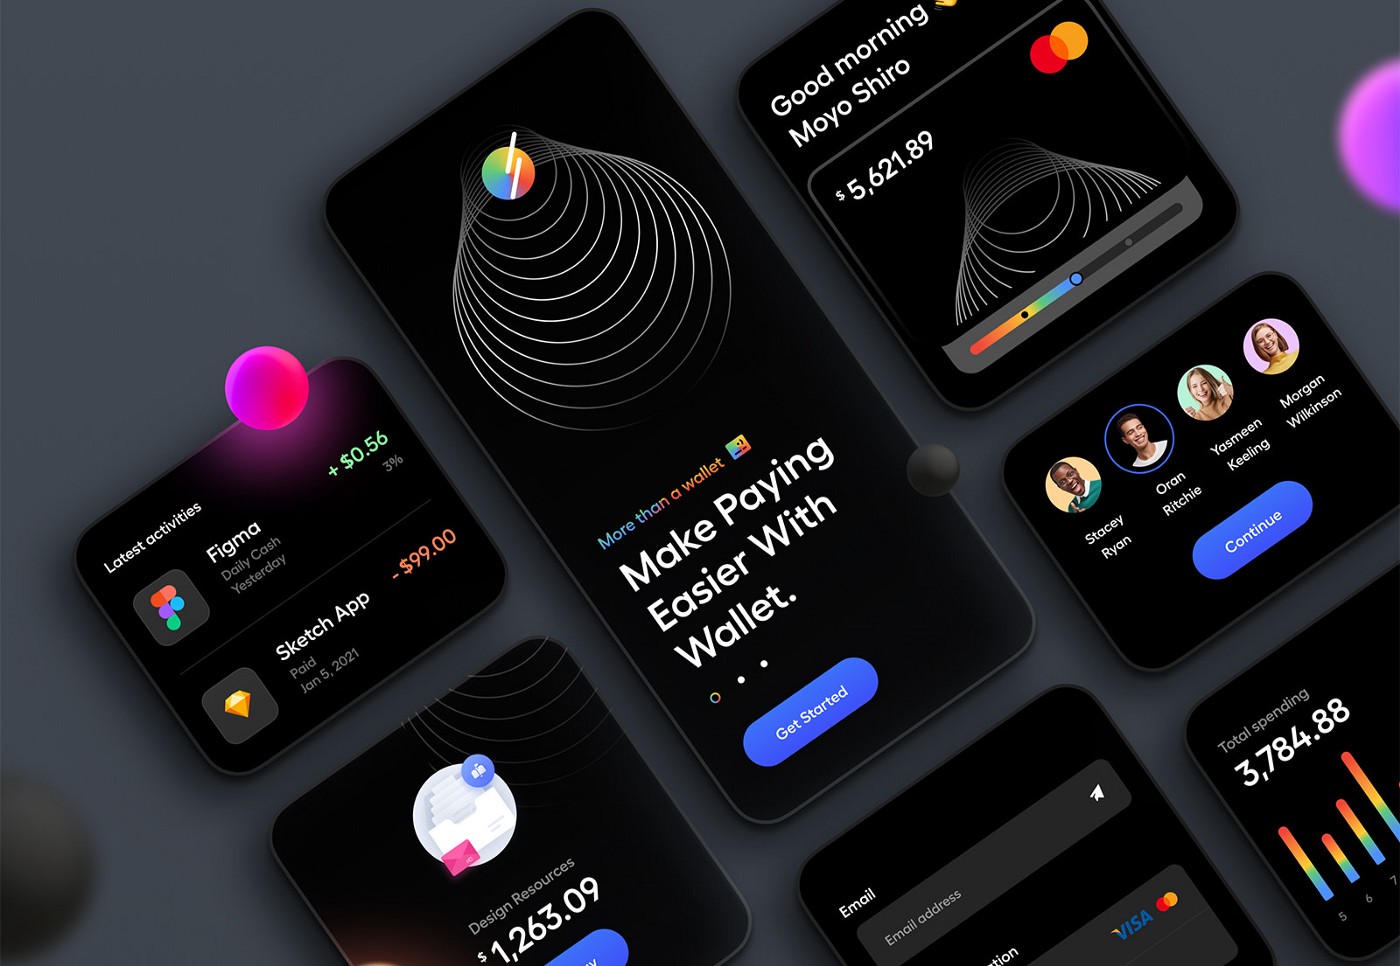 Good morning 👋
Moyo Shiro
$ 5,621.89
Latest activities
Figma
Daily Cash
Yesterday
+ $0.56
3%
Sketch App
Paid
Jan 5, 2021
- $99.00
More than a wallet
Make Paying
Easier With
Wallet.
Get Started
Stacey
Ryan
Oran
Ritchie
Yasmeen
Keeling
Morgan
Wilkinson
Continue
Design Resources
$ 1,263.09
Email
Email address
VISA
Total spending
3,784.88
5
6
7